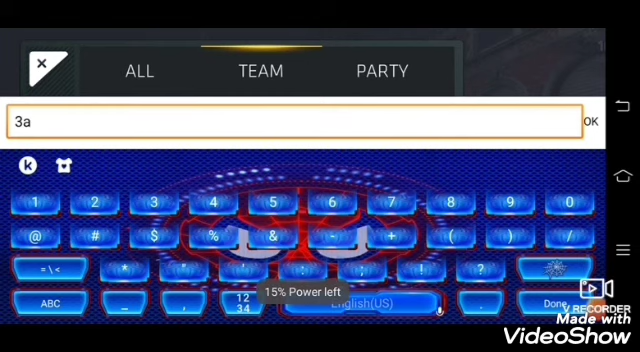 ALL TEAM PARTY
3a OK
1 2 3 4 5 6 7 8 9 0
@ # $ % & - + ( ) /
= \ < * " ' : ; ! ?
15% Power left
ABC _ , 12 34 English(US) . Done
V RECORDER
Made with
VideoShow